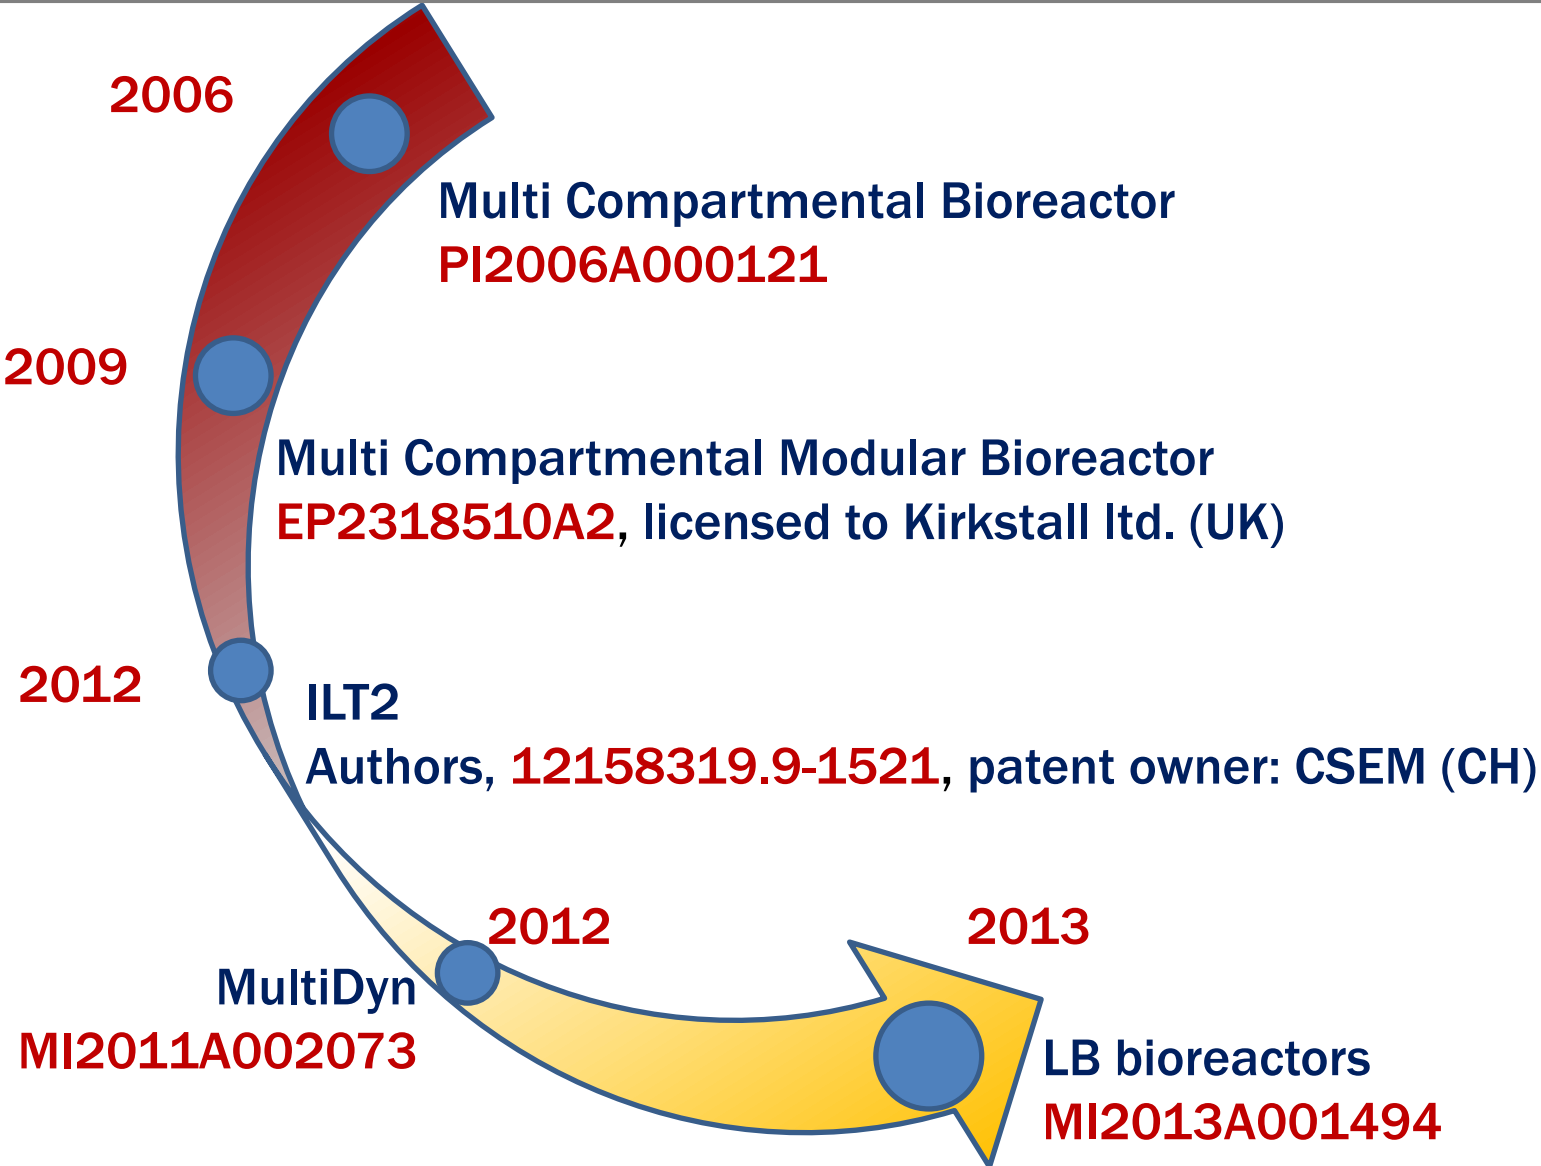 2006
Multi Compartmental Bioreactor
PI2006A000121
2009
Multi Compartmental Modular Bioreactor
EP2318510A2, licensed to Kirkstall ltd. (UK)
2012
ILT2
Authors, 12158319.9-1521, patent owner: CSEM (CH)
2012
MultiDyn
MI2011A002073
2013
LB bioreactors
MI2013A001494